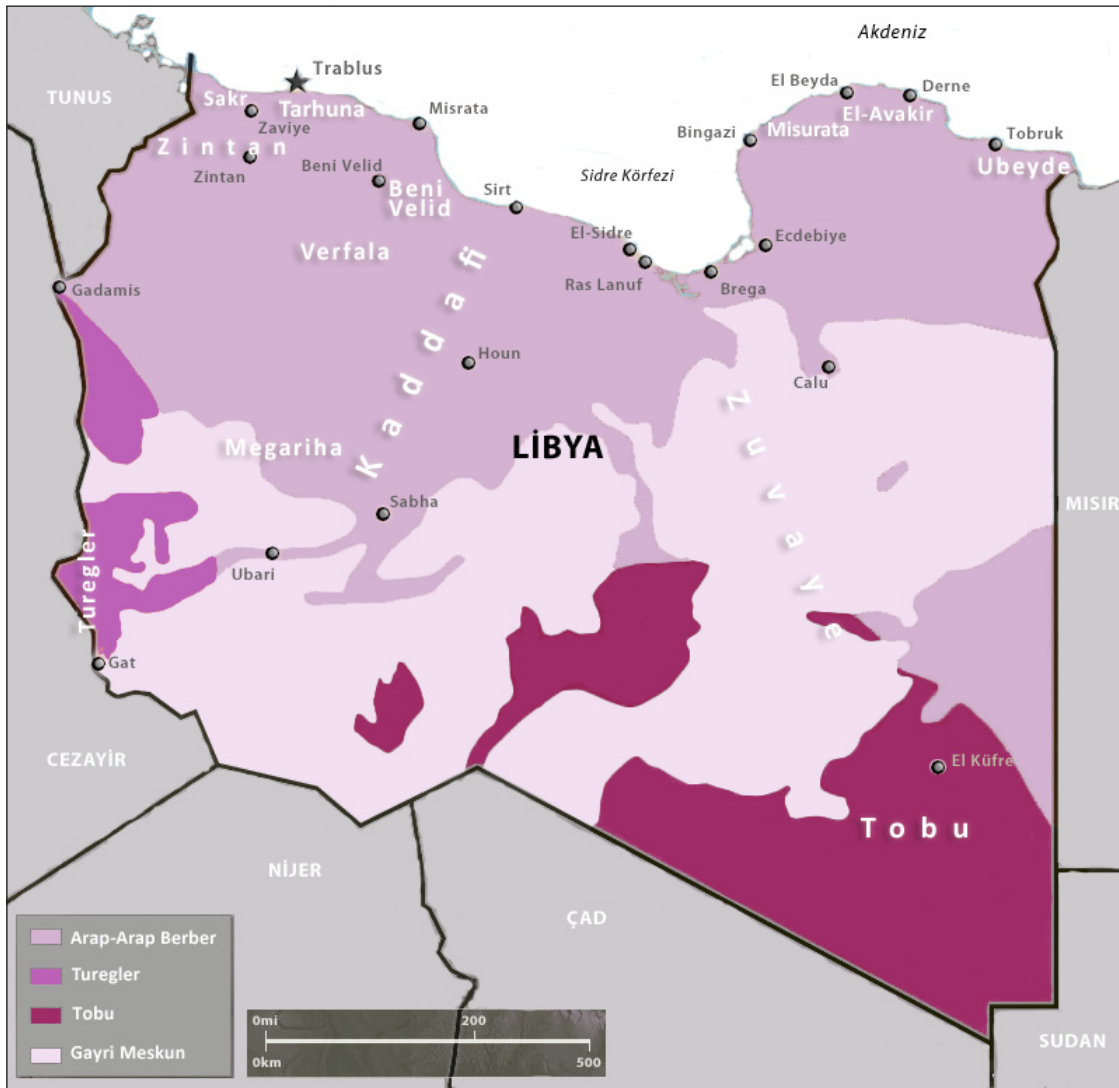 Akdeniz
TUNUS
Trablus
El Beyda
Derne
Sakr
Tarhuna
Misrata
El-Avakir
Zaviye
Bingazi
Misurata
Tobruk
Zintan
Zintan
Beni Velid
Sidre Körfezi
Ubeyde
Beni
Velid
Sirt
El-Sidre
Ecdebiye
Verfala
Ras Lanuf
Brega
Gadamis
Kaddafi
Houn
Calu
Zuvvaye
Megariha
LİBYA
Sabha
MISIR
Ubari
Turegler
Gat
CEZAYİR
El Küfre
Tobu
NİJER
ÇAD
Arap-Arap Berber
Turegler
Tobu
Gayri Meskun
0mi 200
0km 500
SUDAN